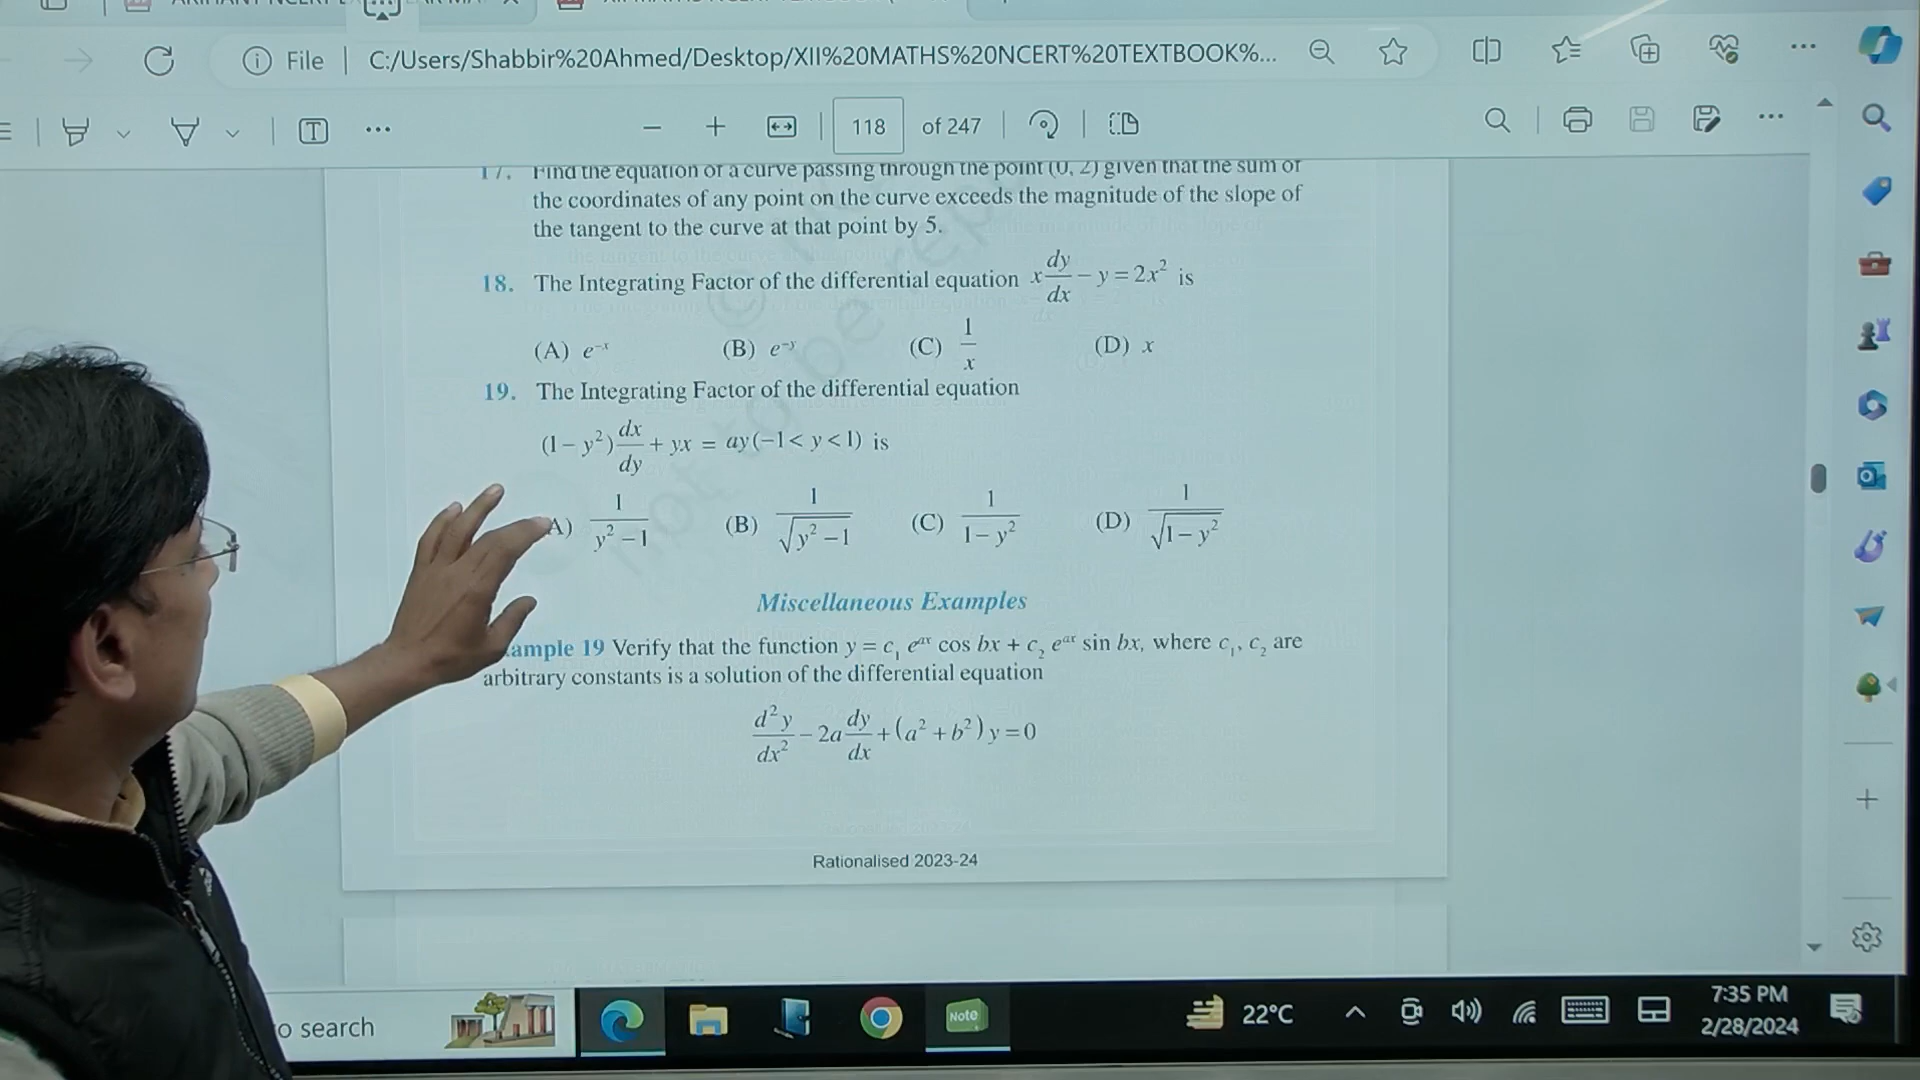 File | C:/Users/Shabbir%20Ahmed/Desktop/XII%20MATHS%20NCERT%20TEXTBOOK%...
118 of 247
17. Find the equation of a curve passing through the point (0, 2) given that the sum of
the coordinates of any point on the curve exceeds the magnitude of the slope of
the tangent to the curve at that point by 5.
18. The Integrating Factor of the differential equation x dy/dx − y = 2x² is
(A) e⁻ˣ (B) e⁻ʸ (C) 1/x (D) x
19. The Integrating Factor of the differential equation
(1 − y²) dx/dy + yx = ay (−1 < y < 1) is
A) 1/(y² − 1) (B) 1/√(y² − 1) (C) 1/(1 − y²) (D) 1/√(1 − y²)
Miscellaneous Examples
ample 19 Verify that the function y = c₁ eᵃˣ cos bx + c₂ eᵃˣ sin bx, where c₁, c₂ are
arbitrary constants is a solution of the differential equation
d²y/dx² − 2a dy/dx + (a² + b²) y = 0
Rationalised 2023-24
o search
Note
22°C
7:35 PM
2/28/2024